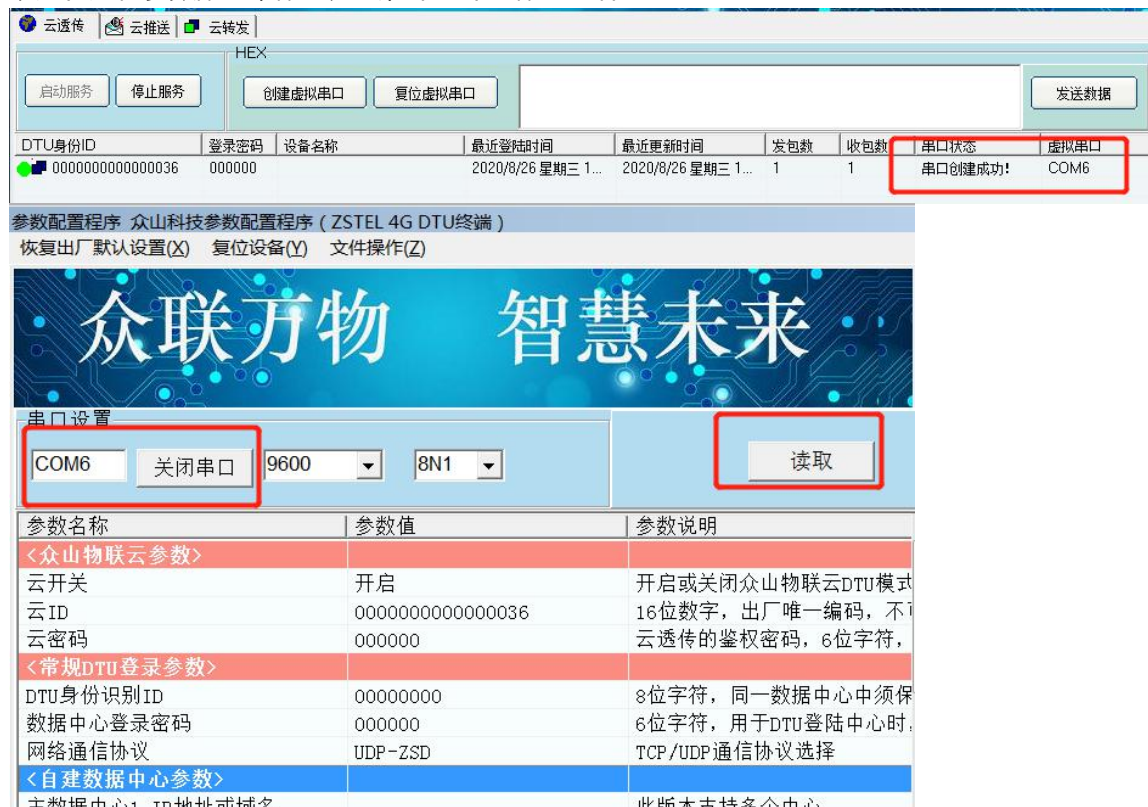 云透传 云推送 云转发
HEX
启动服务 停止服务 创建虚拟串口 复位虚拟串口 发送数据
DTU身份ID 登录密码 设备名称 最近登陆时间 最近更新时间 发包数 收包数 串口状态 虚拟串口
0000000000000036 000000 2020/8/26 星期三 1... 2020/8/26 星期三 1... 1 1 串口创建成功! COM6
参数配置程序 众山科技参数配置程序 ( ZSTEL 4G DTU终端 )
恢复出厂默认设置(X) 复位设备(Y) 文件操作(Z)
众联万物 智慧未来
串口设置
COM6 关闭串口 9600 8N1 读取
参数名称 参数值 参数说明
<众山物联云参数>
云开关 开启 开启或关闭众山物联云DTU模式
云ID 0000000000000036 16位数字，出厂唯一编码，不
云密码 000000 云透传的鉴权密码，6位字符，
<常规DTU登录参数>
DTU身份识别ID 00000000 8位字符，同一数据中心中须保
数据中心登录密码 000000 6位字符，用于DTU登陆中心时，
网络通信协议 UDP-ZSD TCP/UDP通信协议选择
<自建数据中心参数>